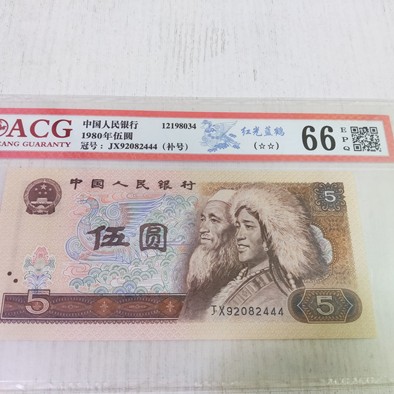 ACG
CANG GUARANTY
中国人民银行
1980年伍圆
冠号: JX92082444 (补号)
12198034
红光蓝鹤
(☆☆)
66
EPQ
中国人民银行
5
伍圆
5
5
JX92082444